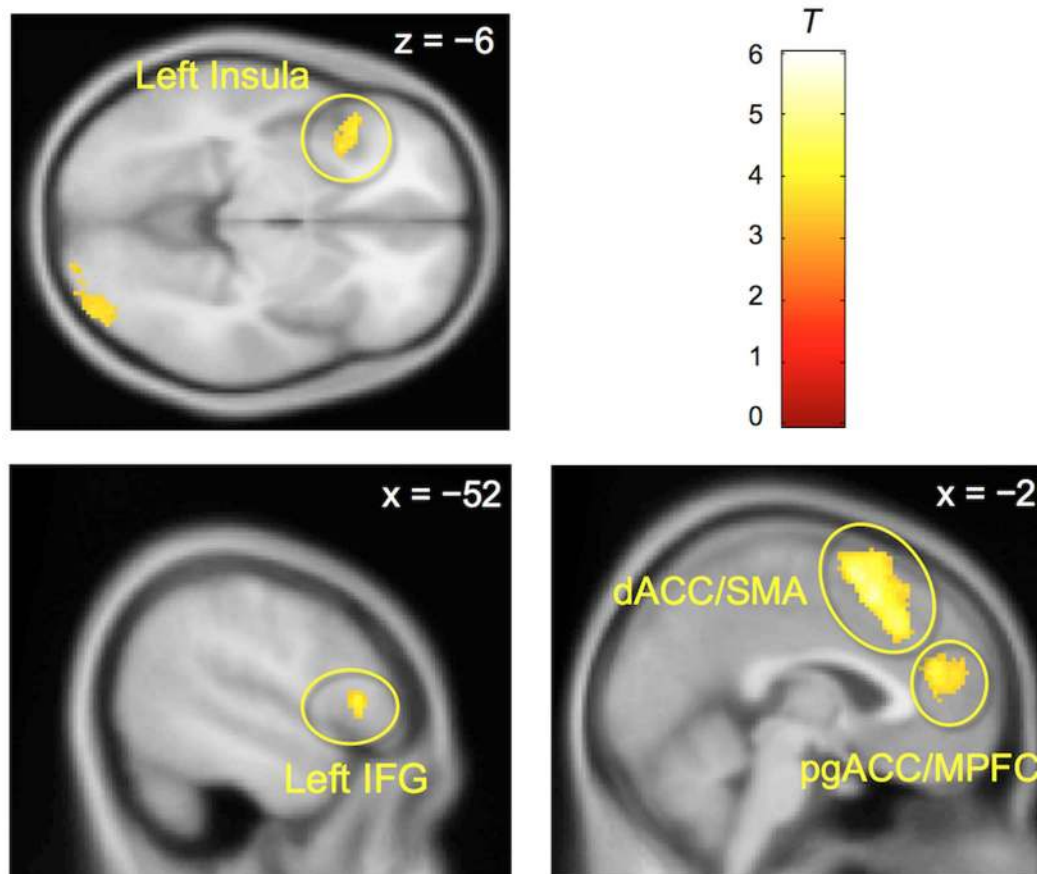 z = −6
Left Insula
T
6
5
4
3
2
1
0
x = −52
Left IFG
x = −2
dACC/SMA
pgACC/MPFC